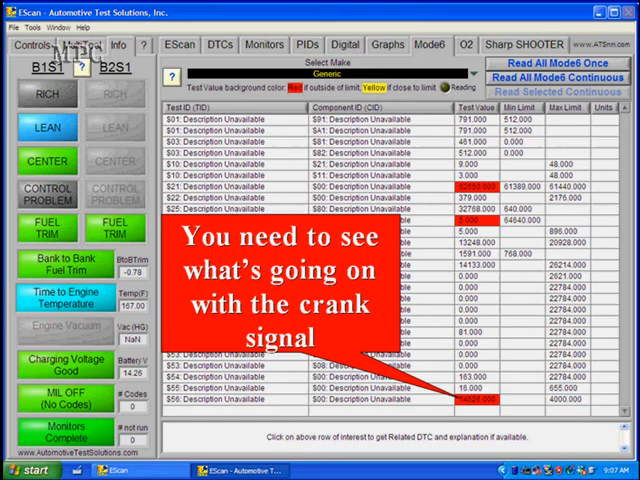 EScan - Automotive Test Solutions, Inc.
File Tools Window Help
Controls MultiTool Info ?
MPC
EScan DTCs Monitors PIDs Digital Graphs Mode6 O2 Sharp SHOOTER www.ATSnm.com
B1S1 ? B2S1
RICH RICH
LEAN LEAN
CENTER CENTER
CONTROL PROBLEM CONTROL PROBLEM
FUEL TRIM FUEL TRIM
Bank to Bank Fuel Trim BtoBTrim -0.78
Time to Engine Temperature Temp(F) 167.00
Engine Vacuum Vac (HG) NaN
Charging Voltage Good Battery V 14.26
MIL OFF (No Codes) # Codes 0
Monitors Complete # not run 0
www.AutomotiveTestSolutions.com
?
Select Make
Generic
Test Value background color: Red if outside of limit, Yellow if close to limit Reading
Read All Mode6 Once
Read All Mode6 Continuous
Read Selected Continuous
Test ID (TID) Component ID (CID) Test Value Min Limit Max Limit Units
$01: Description Unavailable $91: Description Unavailable 791.000 512.000
$01: Description Unavailable $A1: Description Unavailable 791.000 512.000
$03: Description Unavailable $81: Description Unavailable 461.000 0.000
$03: Description Unavailable $82: Description Unavailable 512.000 0.000
$10: Description Unavailable $21: Description Unavailable 9.000 48.000
$10: Description Unavailable $11: Description Unavailable 3.000 48.000
$21: Description Unavailable $00: Description Unavailable 61389.000 61440.000
$22: Description Unavailable $00: Description Unavailable 379.000 2176.000
$25: Description Unavailable $80: Description Unavailable 32768.000 640.000
5.000 64640.000
5.000 896.000
13248.000 20928.000
1591.000 768.000
14133.000 26214.000
0.000 2621.000
0.000 22784.000
0.000 22784.000
0.000 22784.000
0.000 22784.000
81.000 22784.000
0.000 22784.000
$53: Description Unavailable $00: Description Unavailable 0.000 22784.000
$54: Description Unavailable $00: Description Unavailable 163.000 22784.000
$55: Description Unavailable $00: Description Unavailable 16.000 655.000
$56: Description Unavailable $00: Description Unavailable 4000.000
You need to see
what's going on
with the crank
signal
Click on above row of interest to get Related DTC and explanation if available.
start EScan EScan - Automotive T... 9:07 AM